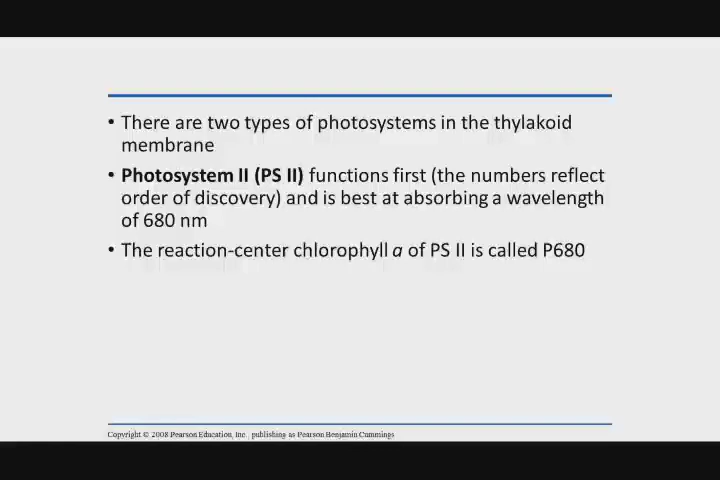 • There are two types of photosystems in the thylakoid
membrane
• Photosystem II (PS II) functions first (the numbers reflect
order of discovery) and is best at absorbing a wavelength
of 680 nm
• The reaction-center chlorophyll a of PS II is called P680
Copyright © 2008 Pearson Education, Inc., publishing as Pearson Benjamin Cummings